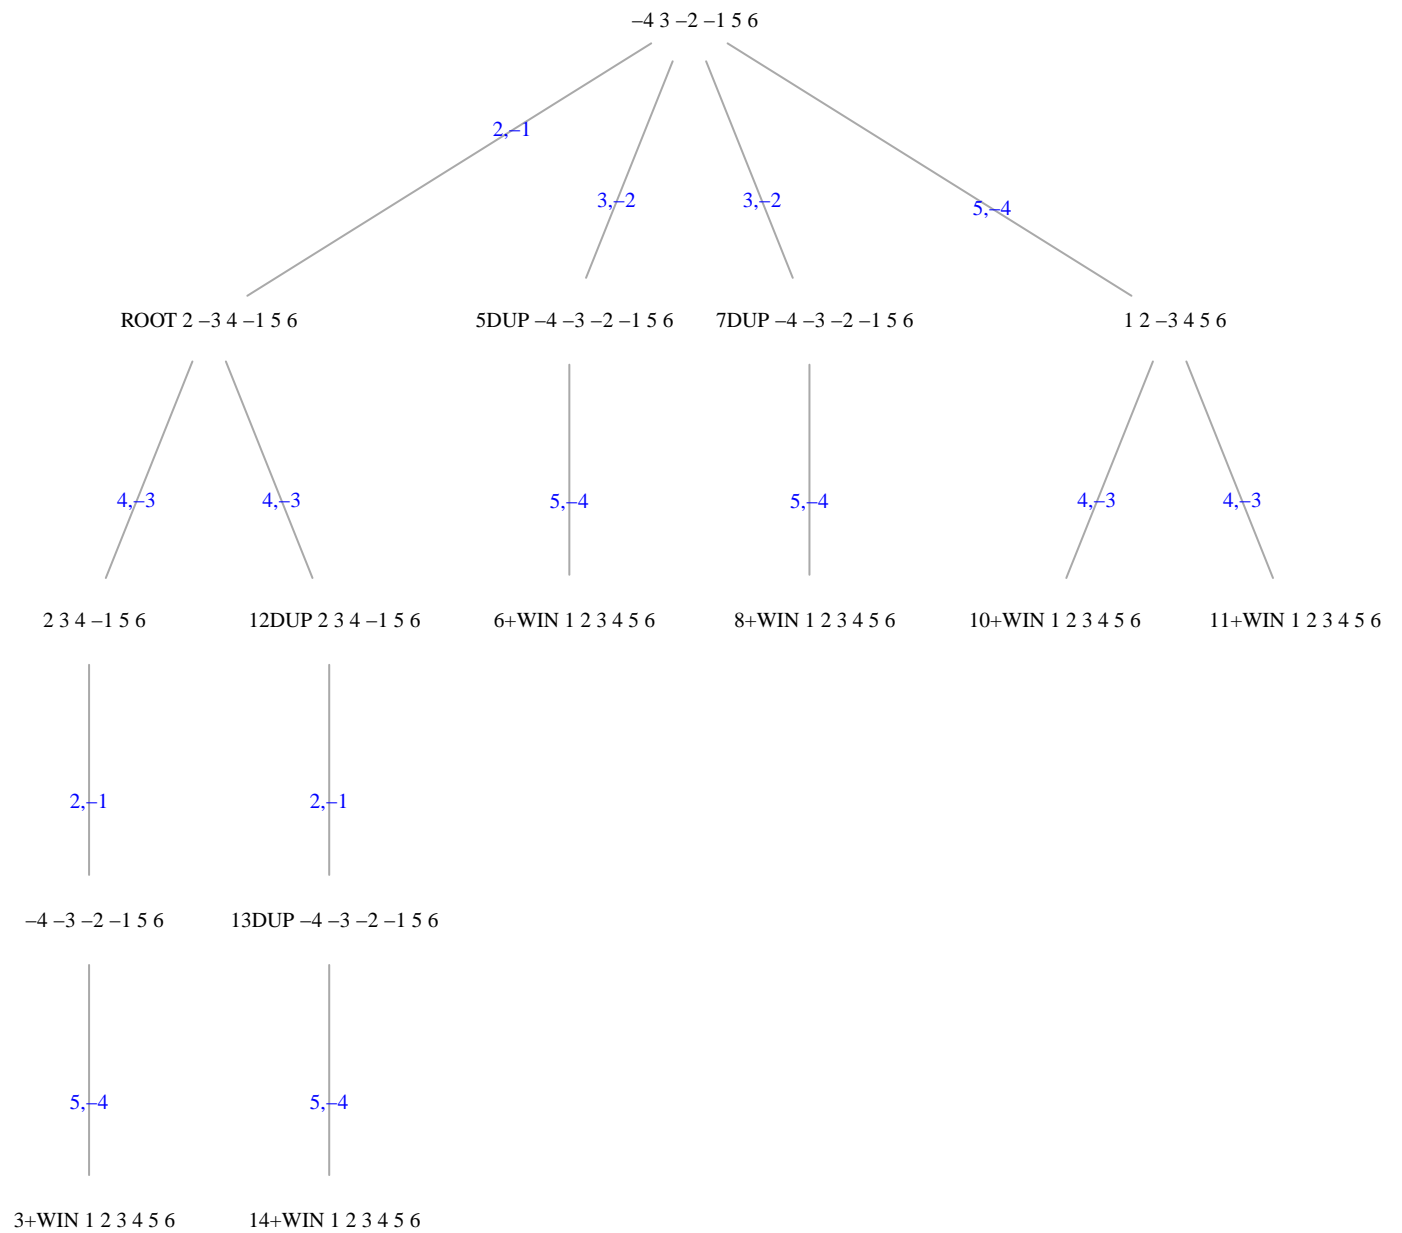 –4 3 –2 –1 5 6
2,–1
3,–2
3,–2
5,–4
ROOT 2 –3 4 –1 5 6
5DUP –4 –3 –2 –1 5 6
7DUP –4 –3 –2 –1 5 6
1 2 –3 4 5 6
4,–3
4,–3
5,–4
5,–4
4,–3
4,–3
2 3 4 –1 5 6
12DUP 2 3 4 –1 5 6
6+WIN 1 2 3 4 5 6
8+WIN 1 2 3 4 5 6
10+WIN 1 2 3 4 5 6
11+WIN 1 2 3 4 5 6
2,–1
2,–1
–4 –3 –2 –1 5 6
13DUP –4 –3 –2 –1 5 6
5,–4
5,–4
3+WIN 1 2 3 4 5 6
14+WIN 1 2 3 4 5 6